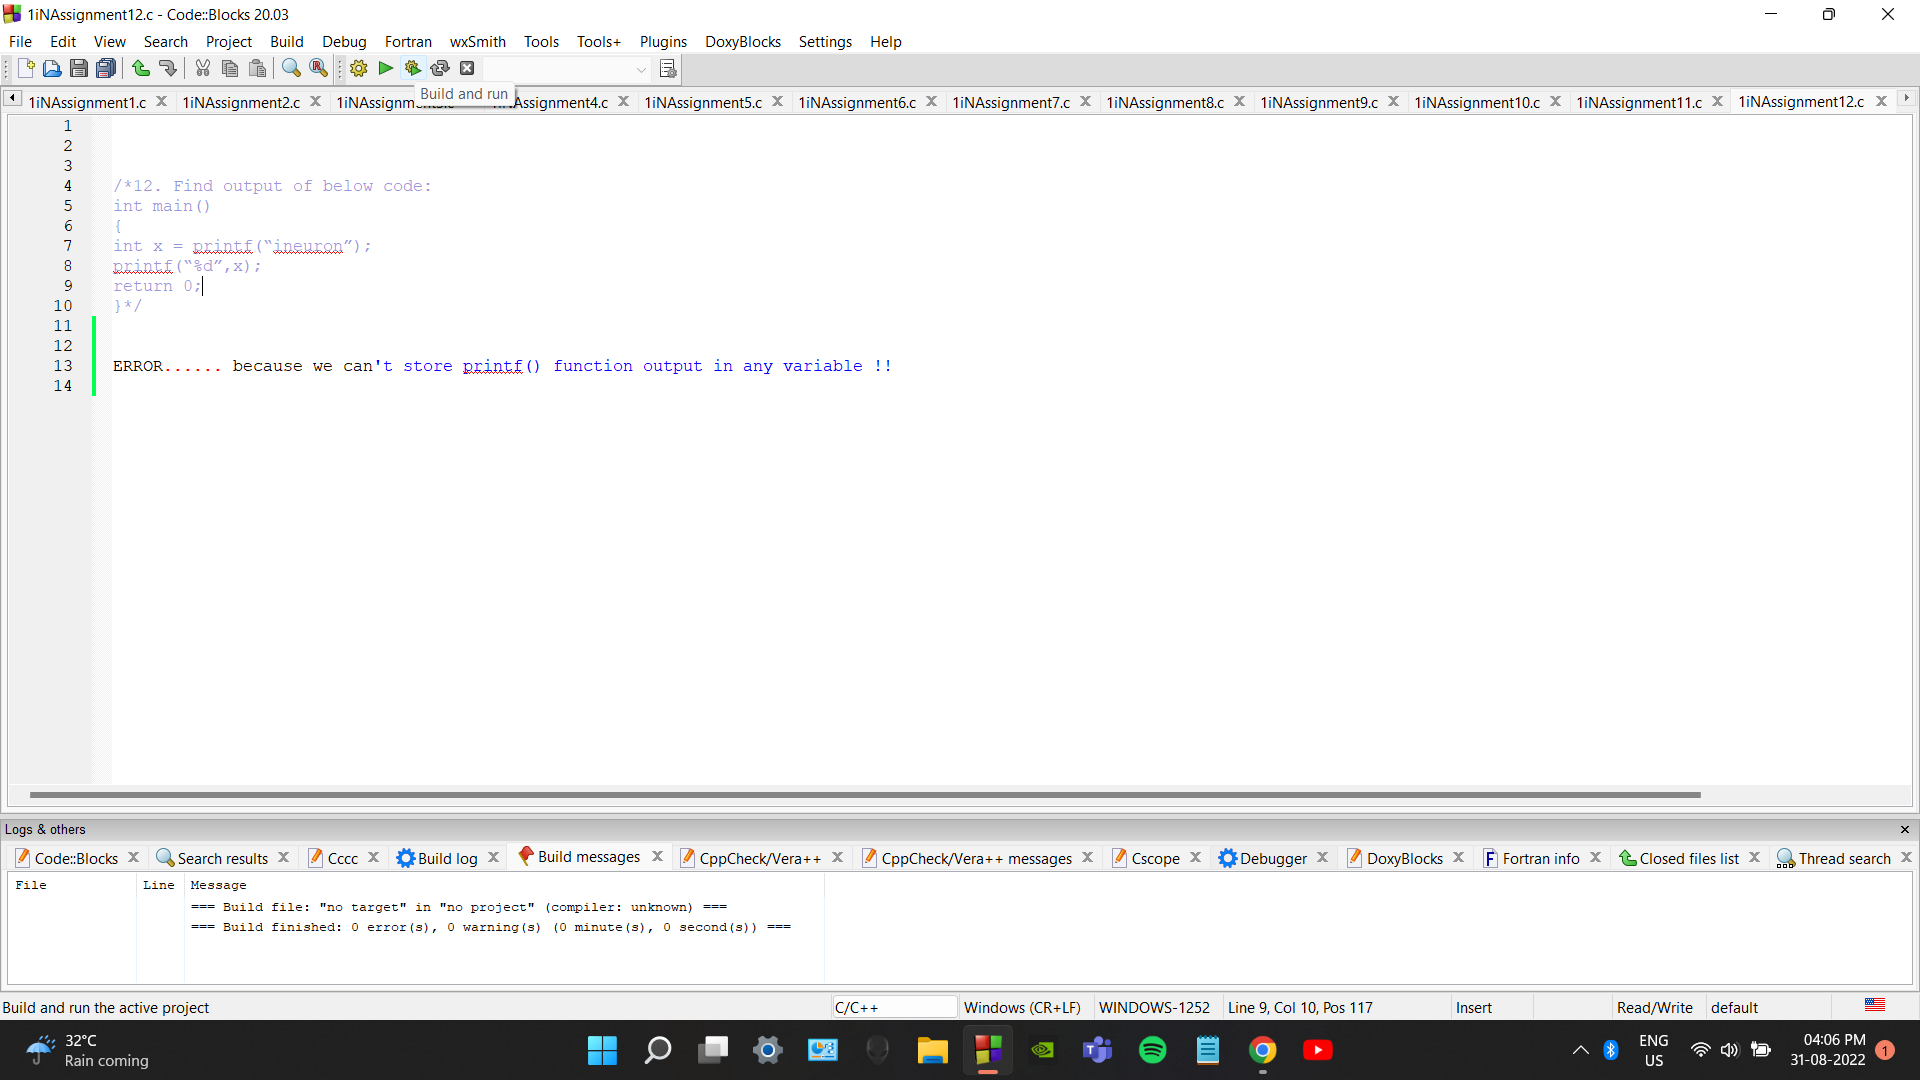 1iNAssignment12.c - Code::Blocks 20.03
File Edit View Search Project Build Debug Fortran wxSmith Tools Tools+ Plugins DoxyBlocks Settings Help
Build and run
1iNAssignment1.c 1iNAssignment2.c 1iNAssignment4.c 1iNAssignment5.c 1iNAssignment6.c 1iNAssignment7.c 1iNAssignment8.c 1iNAssignment9.c 1iNAssignment10.c 1iNAssignment11.c 1iNAssignment12.c
1
2
3
4 /*12. Find output of below code:
5 int main()
6 {
7 int x = printf(“ineuron”);
8 printf(“%d”,x);
9 return 0;
10 }*/
11
12
13 ERROR...... because we can't store printf() function output in any variable !!
14
Logs & others
Code::Blocks Search results Cccc Build log Build messages CppCheck/Vera++ CppCheck/Vera++ messages Cscope Debugger DoxyBlocks Fortran info Closed files list Thread search
File Line Message
=== Build file: "no target" in "no project" (compiler: unknown) ===
=== Build finished: 0 error(s), 0 warning(s) (0 minute(s), 0 second(s)) ===
Build and run the active project C/C++ Windows (CR+LF) WINDOWS-1252 Line 9, Col 10, Pos 117 Insert Read/Write default
32°C
Rain coming
ENG
US
04:06 PM
31-08-2022
1